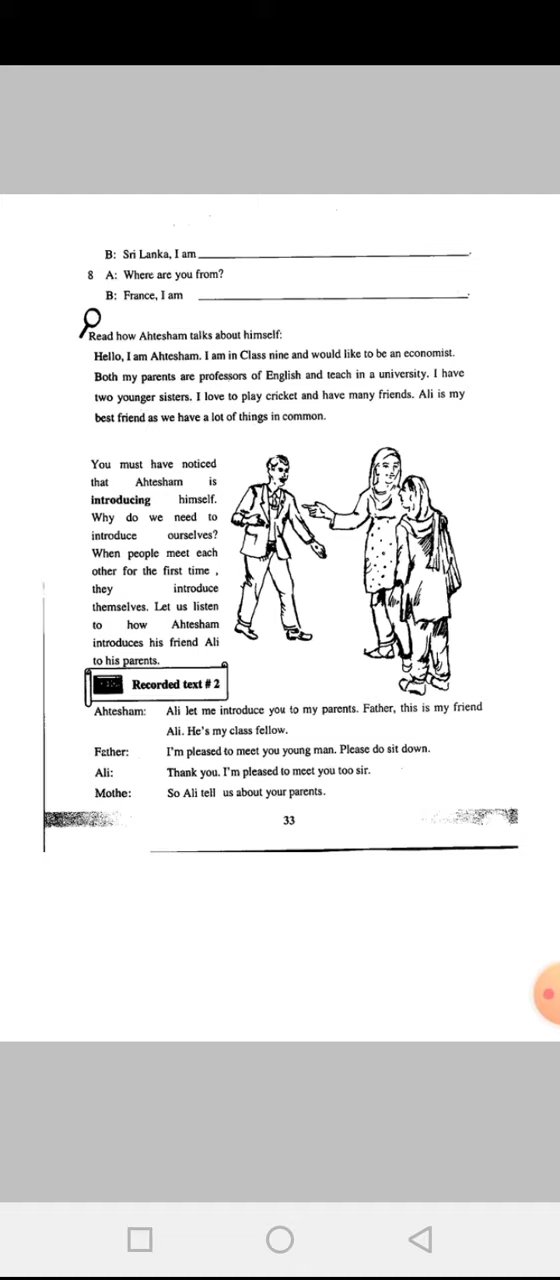 B: Sri Lanka, I am ______.
8 A: Where are you from?
B: France, I am ______.
Read how Ahtesham talks about himself:
Hello, I am Ahtesham. I am in Class nine and would like to be an economist.
Both my parents are professors of English and teach in a university. I have
two younger sisters. I love to play cricket and have many friends. Ali is my
best friend as we have a lot of things in common.
You must have noticed
that Ahtesham is
introducing himself.
Why do we need to
introduce ourselves?
When people meet each
other for the first time ,
they introduce
themselves. Let us listen
to how Ahtesham
introduces his friend Ali
to his parents.
Recorded text # 2
Ahtesham: Ali let me introduce you to my parents. Father, this is my friend
Ali. He's my class fellow.
Father: I'm pleased to meet you young man. Please do sit down.
Ali: Thank you. I'm pleased to meet you too sir.
Mothe: So Ali tell us about your parents.
33